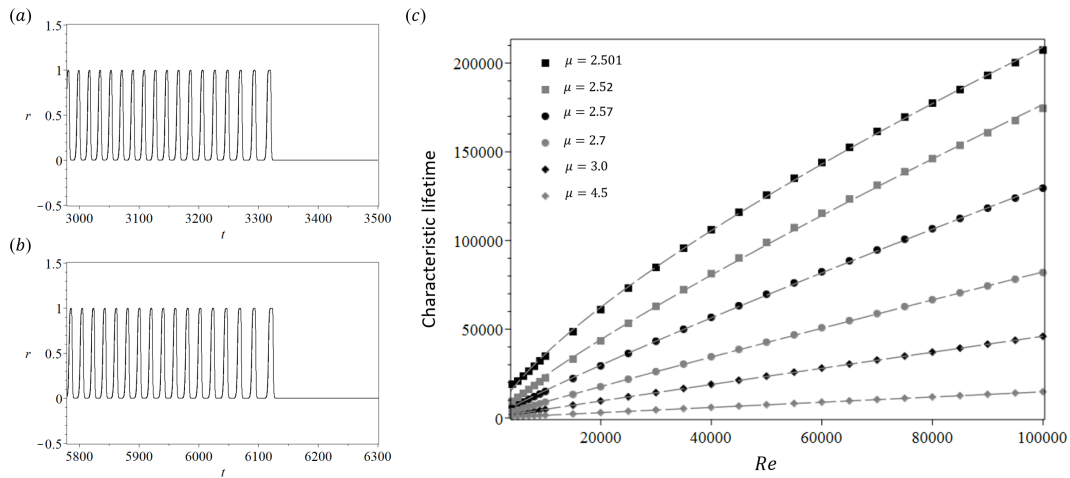 (a)
1.5
1
0.5
0
−0.5
r
3000 3100 3200 3300 3400 3500
t
(b)
1.5
1
0.5
0
−0.5
r
5800 5900 6000 6100 6200 6300
t
(c)
Characteristic lifetime
200000
150000
100000
50000
0
μ = 2.501
μ = 2.52
μ = 2.57
μ = 2.7
μ = 3.0
μ = 4.5
20000 40000 60000 80000 100000
Re